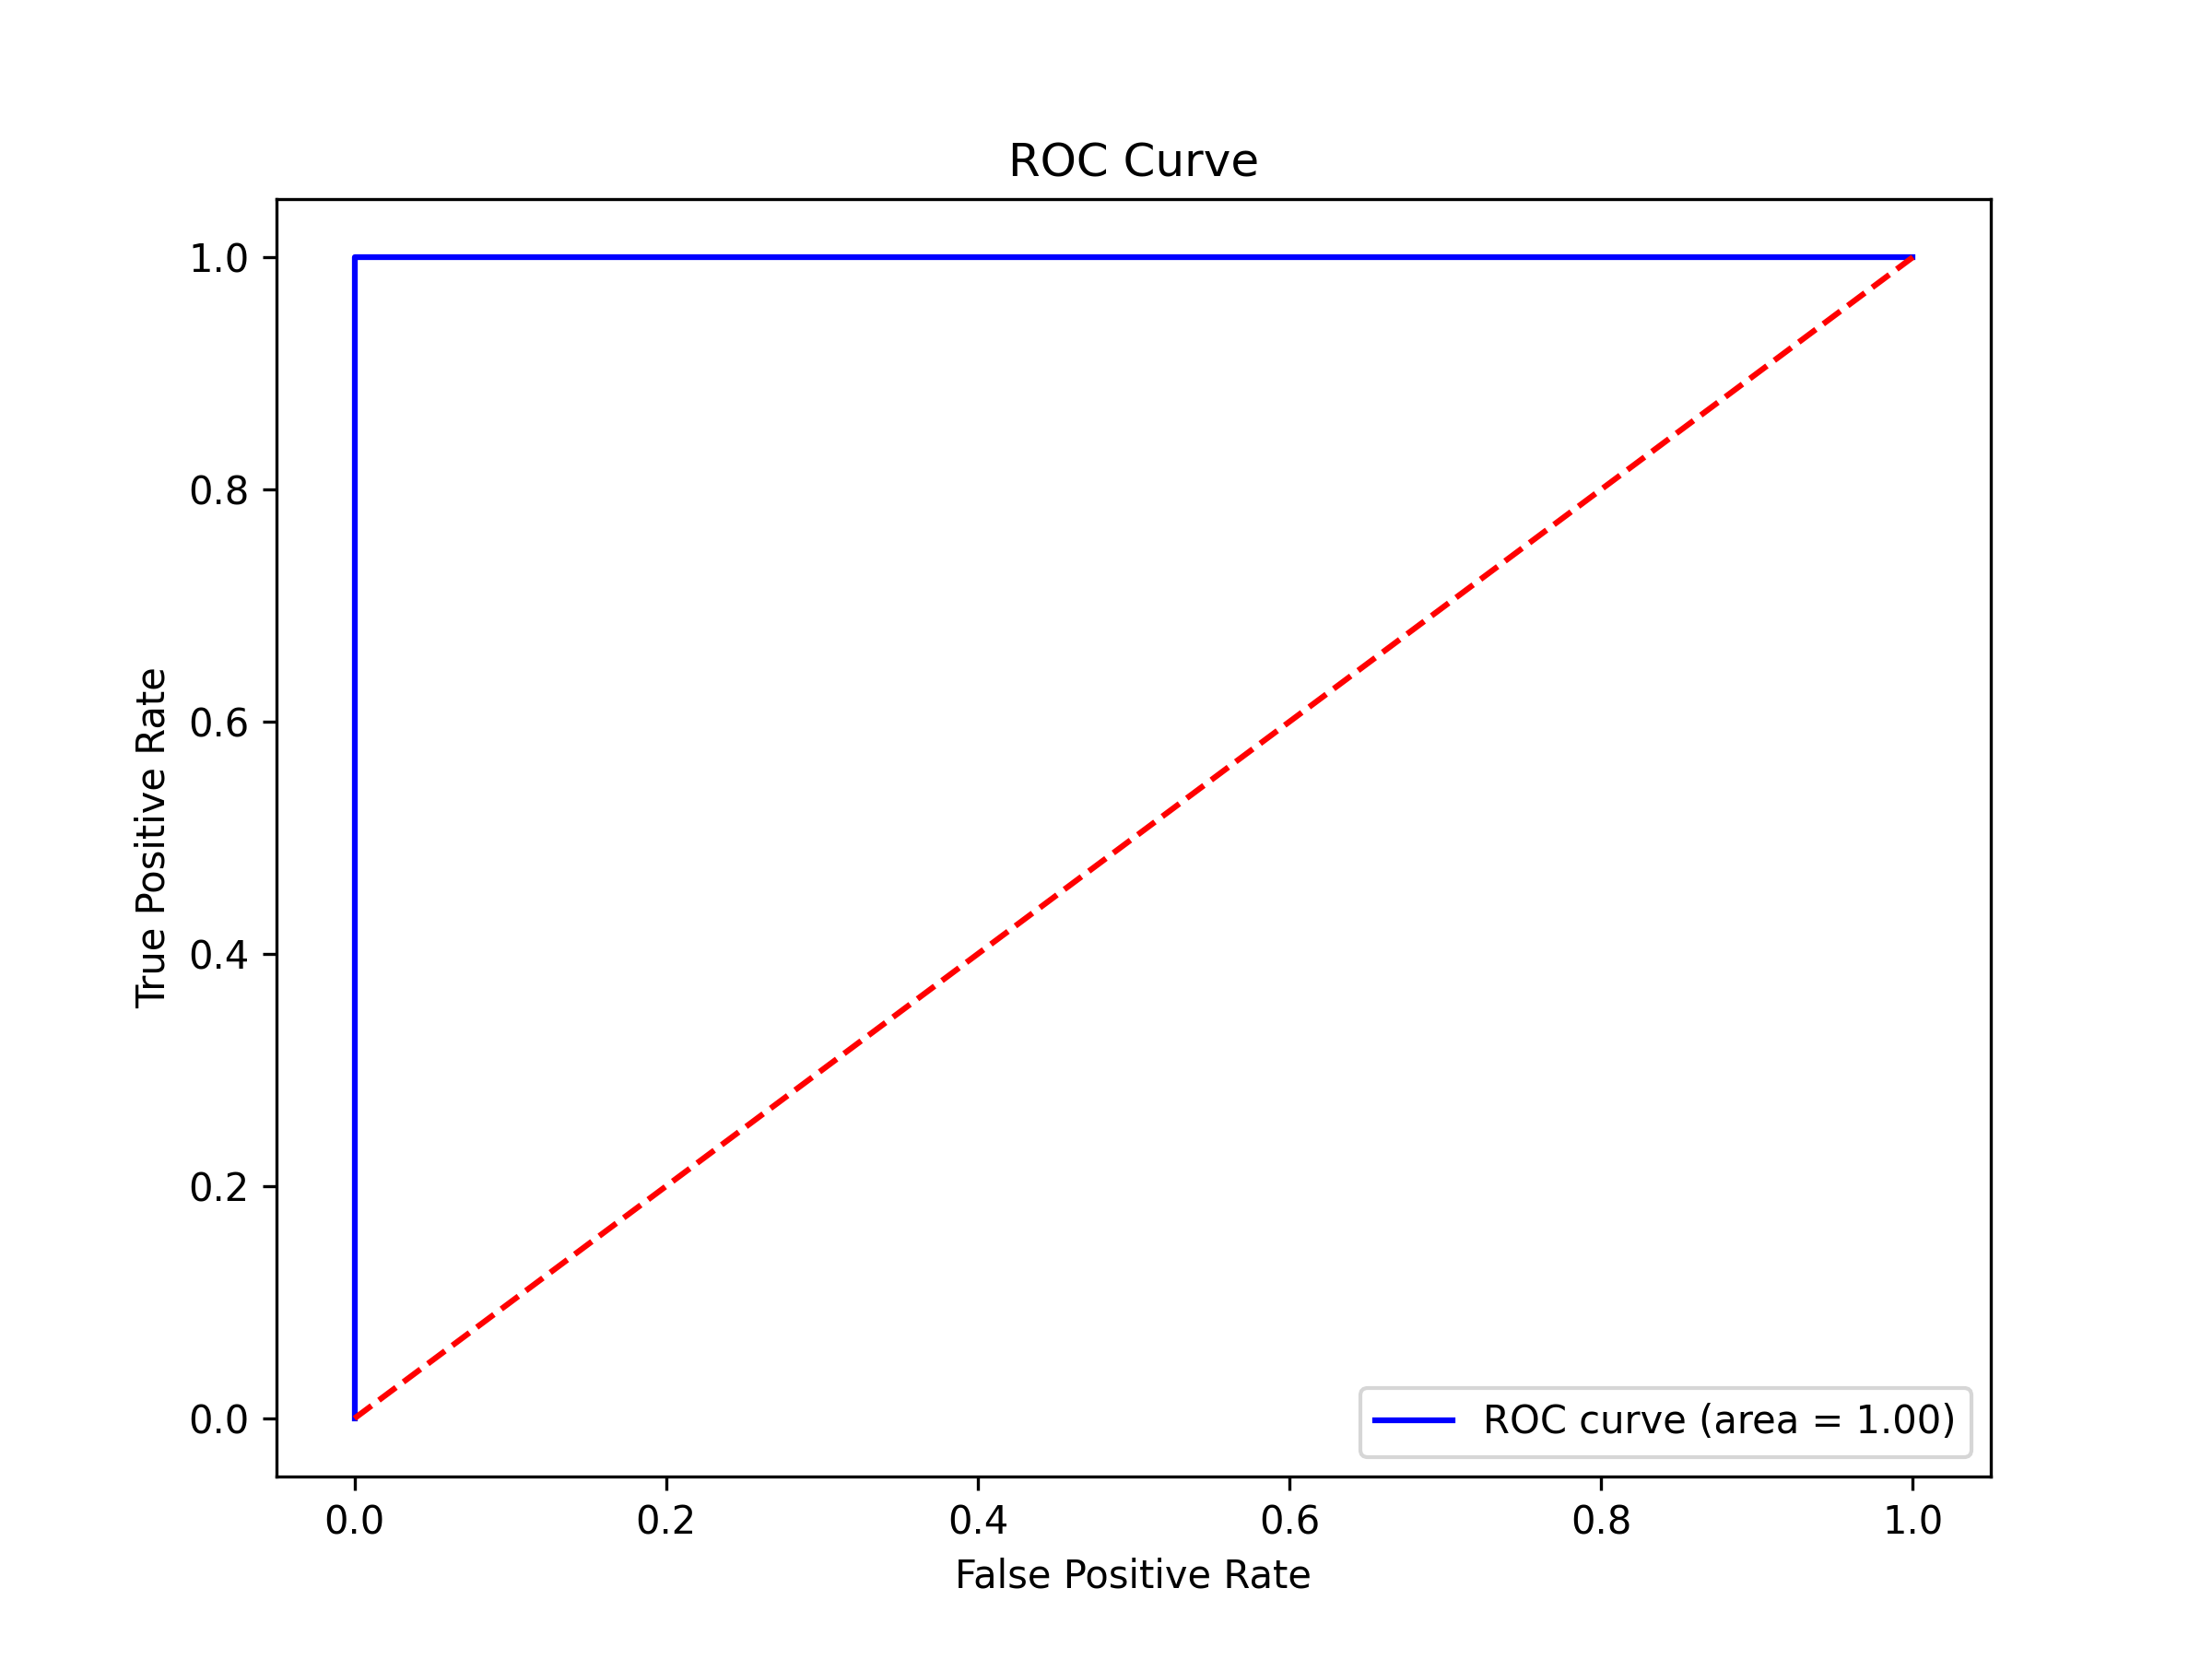 ROC Curve
True Positive Rate
1.0
0.8
0.6
0.4
0.2
0.0
ROC curve (area = 1.00)
0.0 0.2 0.4 0.6 0.8 1.0
False Positive Rate